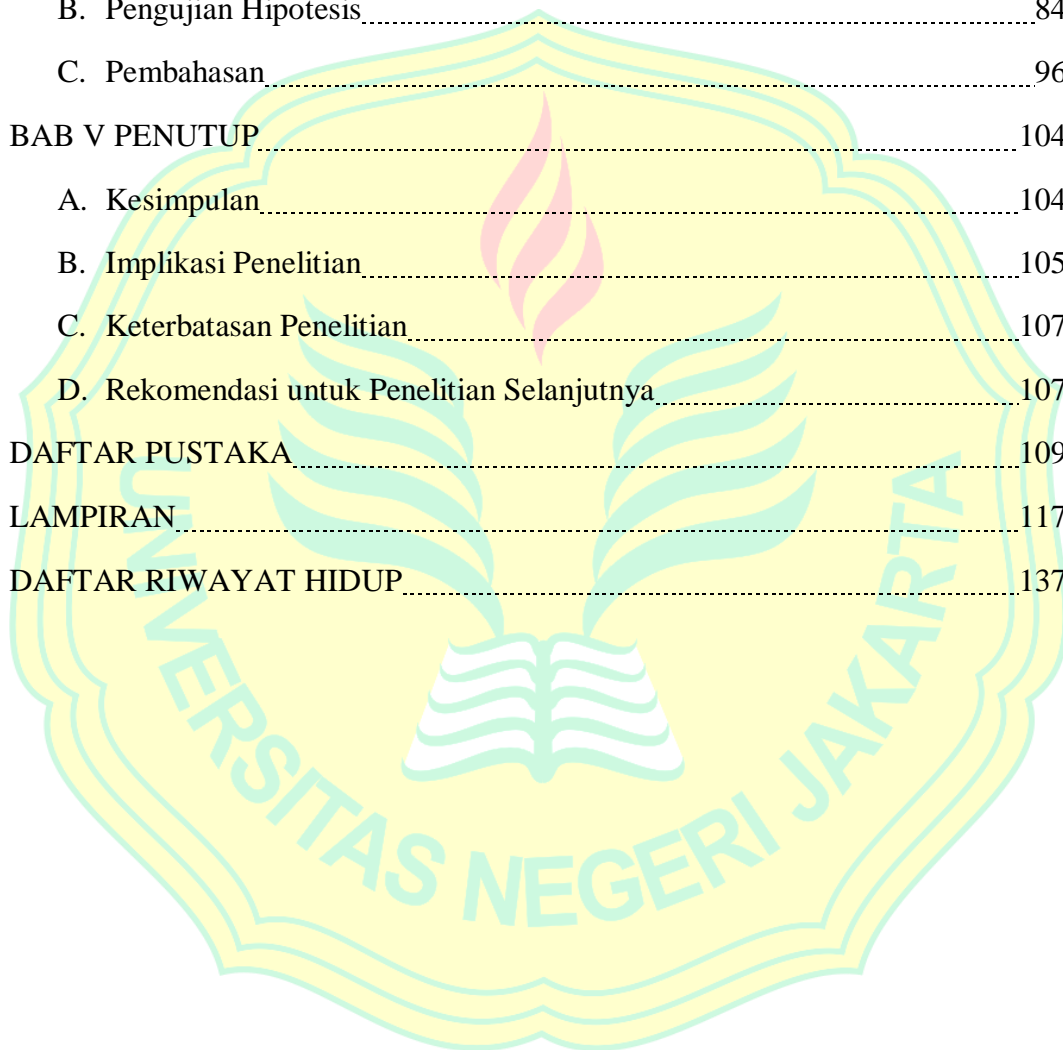 B. Pengujian Hipotesis 84
C. Pembahasan 96
BAB V PENUTUP 104
A. Kesimpulan 104
B. Implikasi Penelitian 105
C. Keterbatasan Penelitian 107
D. Rekomendasi untuk Penelitian Selanjutnya 107
DAFTAR PUSTAKA 109
LAMPIRAN 117
DAFTAR RIWAYAT HIDUP 137
UNIVERSITAS NEGERI JAKARTA